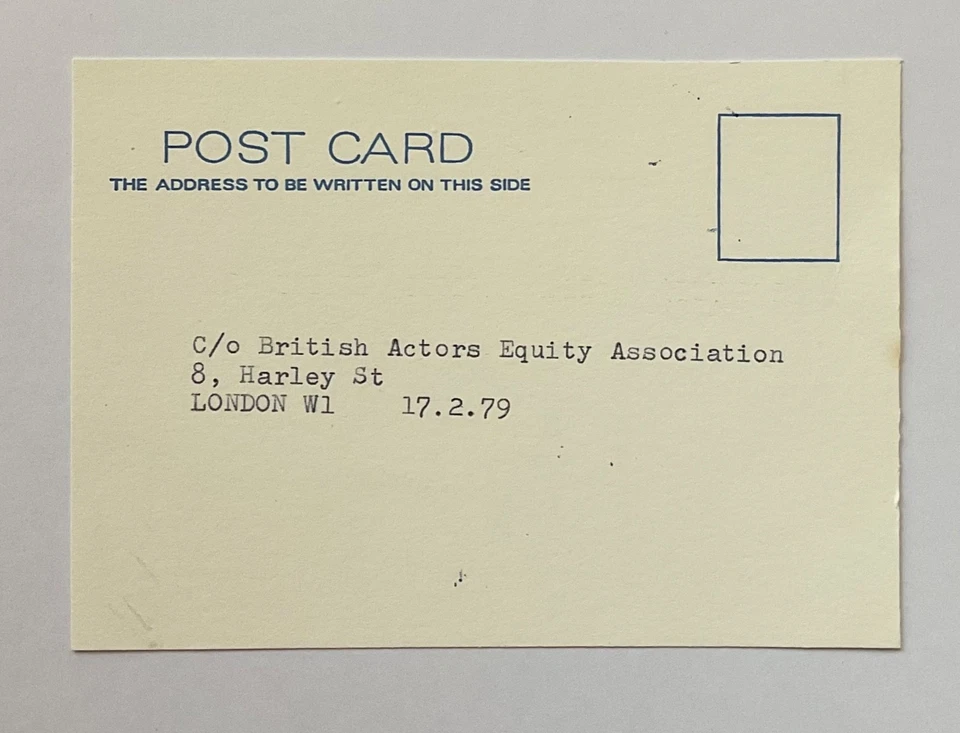 POST CARD
THE ADDRESS TO BE WRITTEN ON THIS SIDE
C/o British Actors Equity Association
8, Harley St
LONDON W1 17.2.79